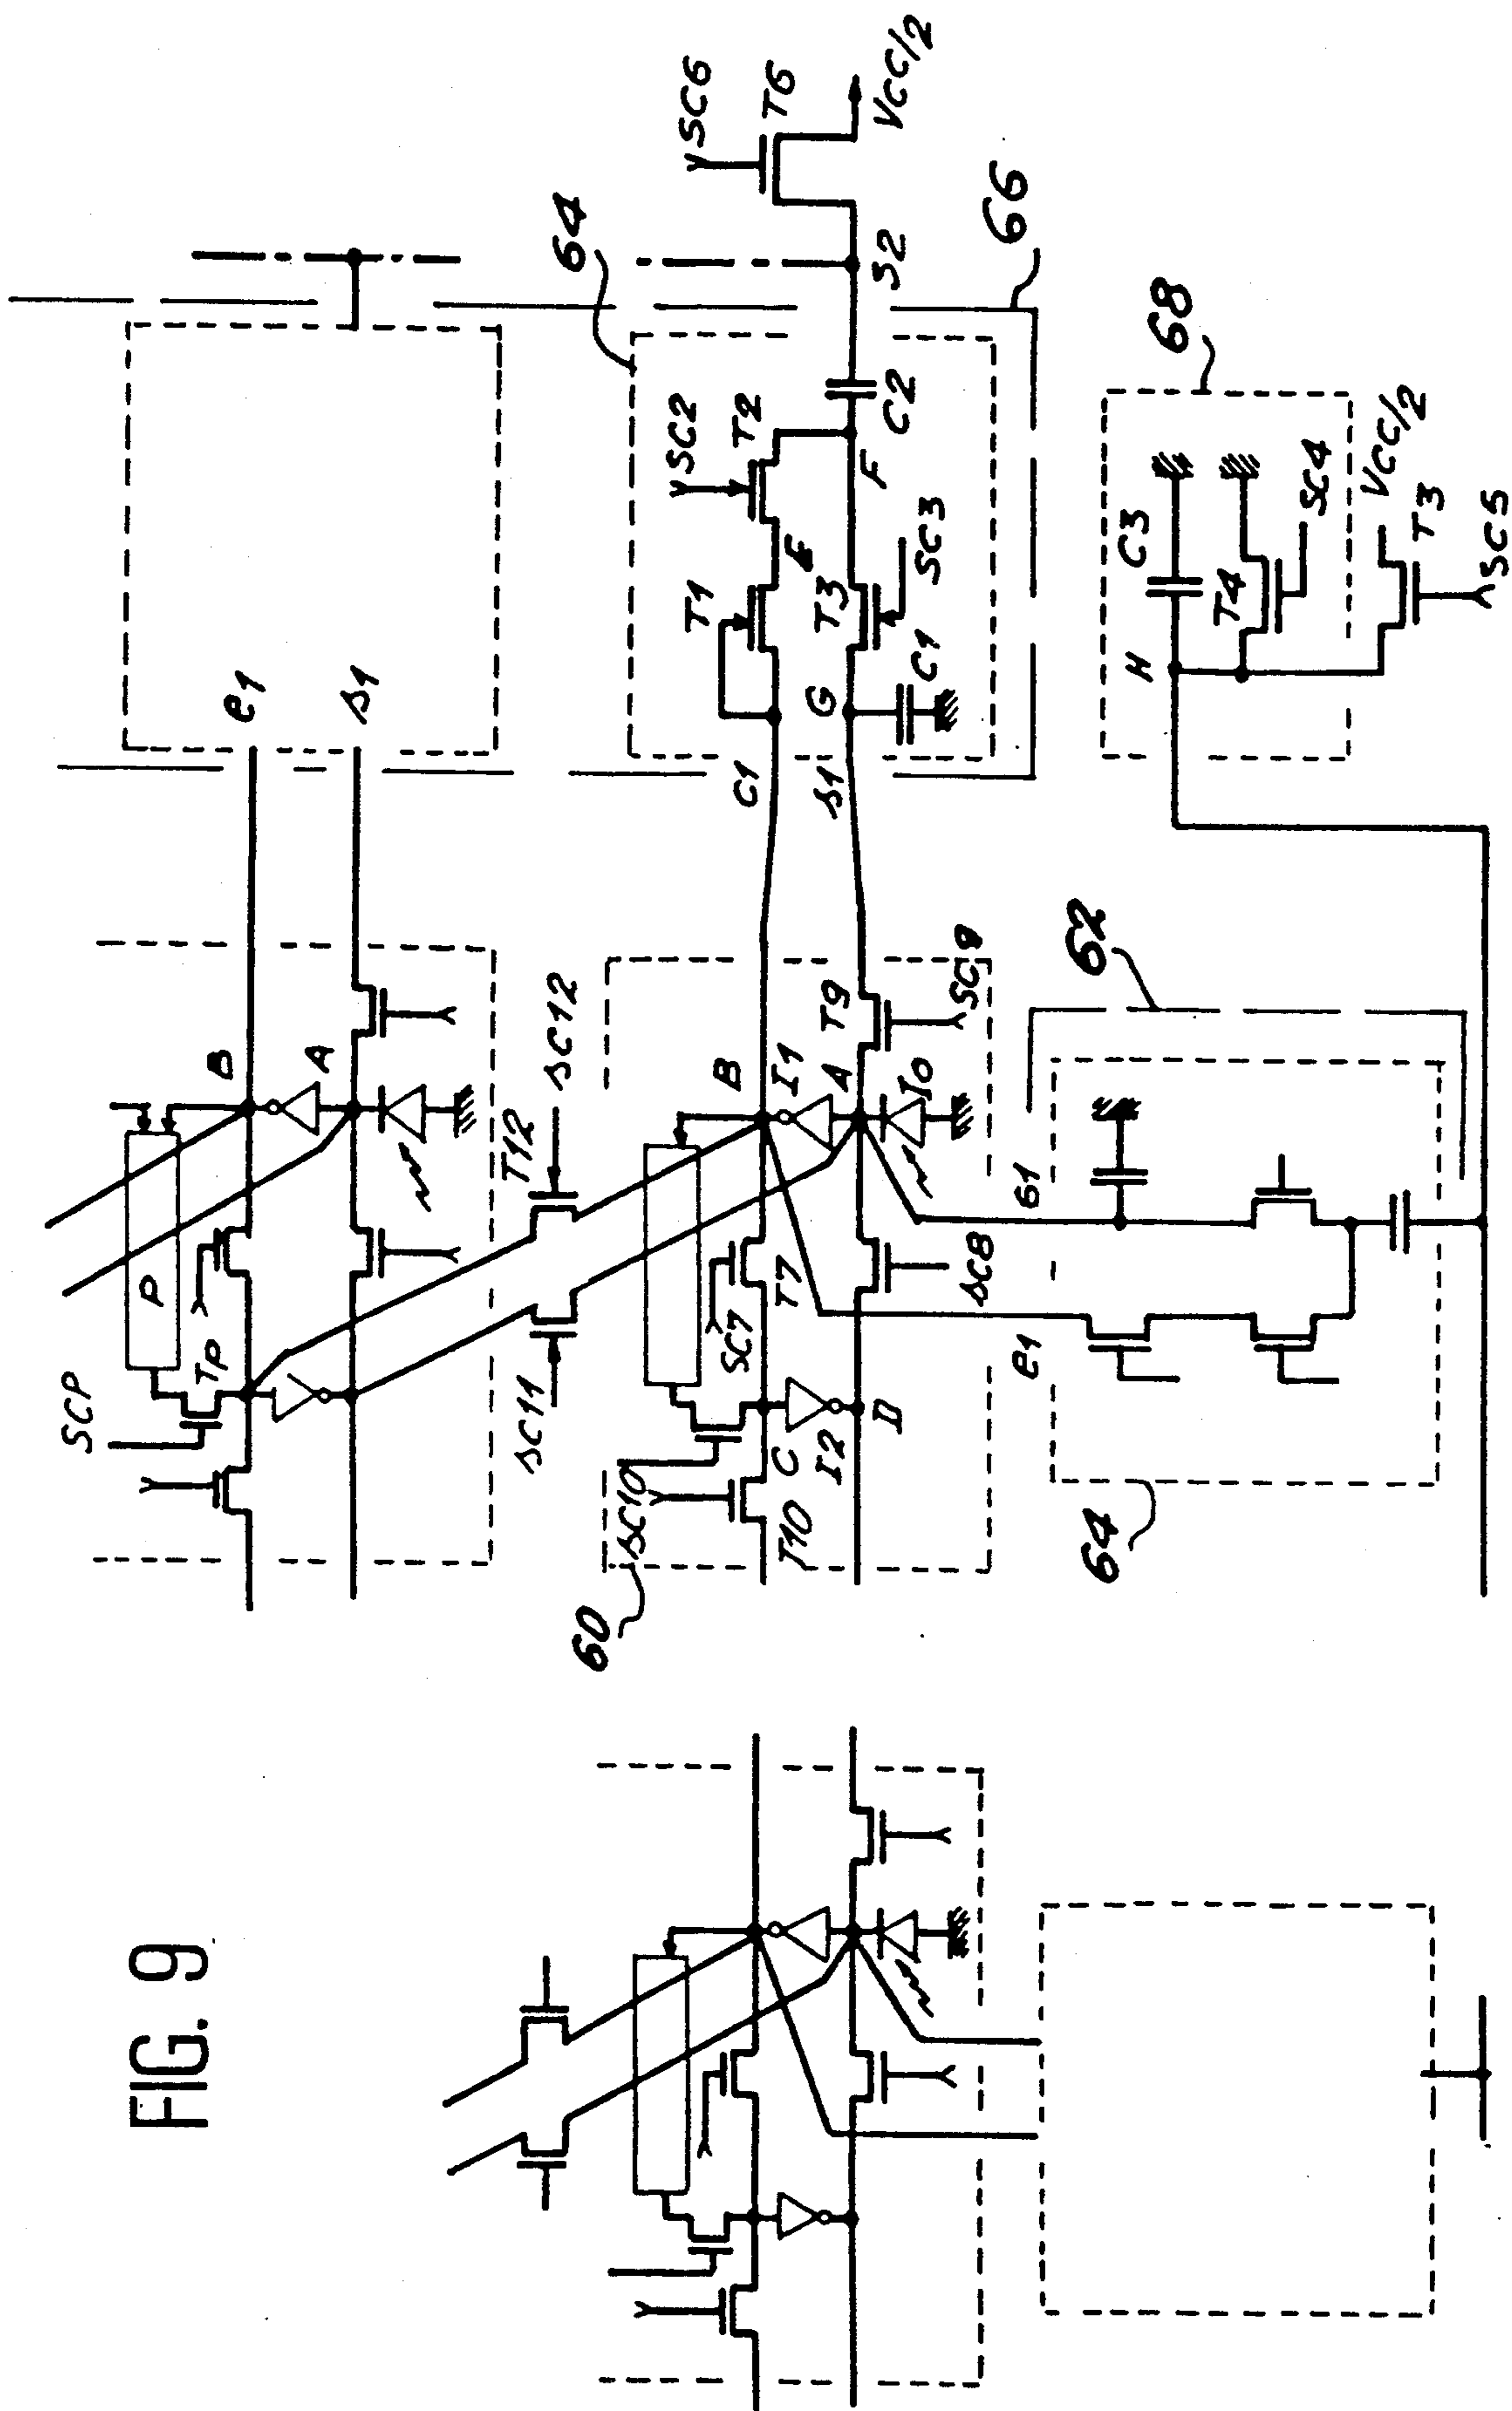 FIG. 9
SCP
TP
P
B
A
e1
s1
T12
SC12
SC11
64
SC6
T6
VCC/2
S2
66
SC2
T2
T1
E
F
C2
T3
SC3
G
C1
C1
s1
60
SC10
T10
C
I2
D
SC7
T7
SC8
B
I1
A
I0
T9
SC9
62
64
e1
G1
68
C3
H
T4
SC4
VCC/2
T3
SC5